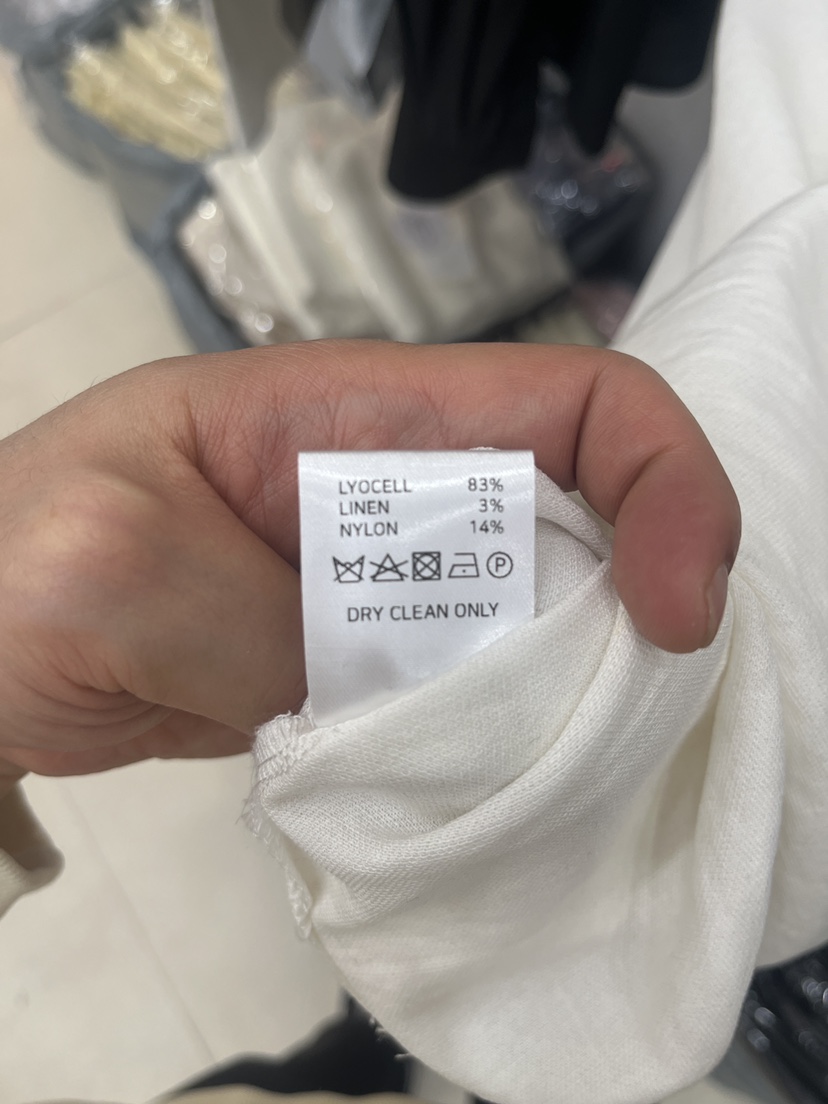 LYOCELL 83%
LINEN 3%
NYLON 14%
P
DRY CLEAN ONLY